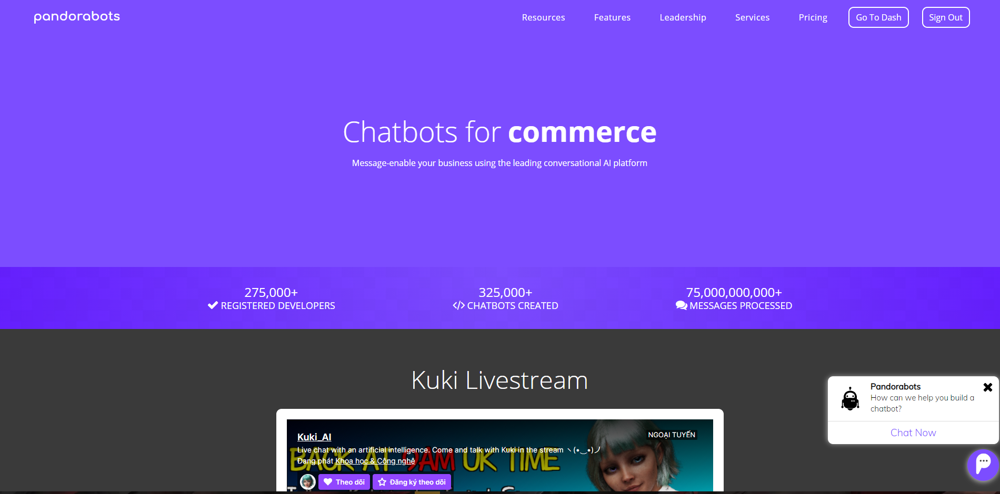 pandorabots
Resources
Features
Leadership
Services
Pricing
Go To Dash
Sign Out
Chatbots for commerce
Message-enable your business using the leading conversational AI platform
275,000+
REGISTERED DEVELOPERS
325,000+
</> CHATBOTS CREATED
75,000,000,000+
MESSAGES PROCESSED
Kuki Livestream
Kuki_AI
NGOẠI TUYẾN
Live chat with an artificial intelligence. Come and talk with Kuki in the stream ヽ(•‿•)ノ
Đang phát Khoa học & Công nghệ
BACK AT 9AM UK TIME
Theo dõi
Đăng ký theo dõi
Pandorabots
How can we help you build a
chatbot?
Chat Now